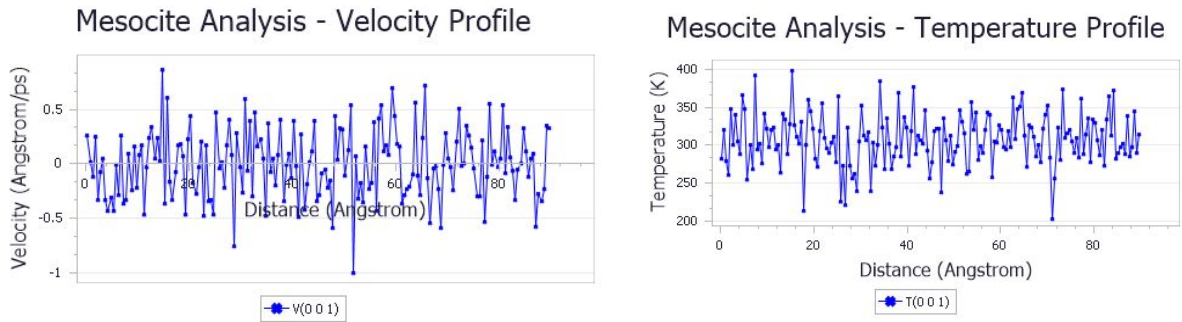 Mesocite Analysis - Velocity Profile
Velocity (Angstrom/ps)
0.5
0
-0.5
-1
0 20 40 60 80
Distance (Angstrom)
V(0 0 1)
Mesocite Analysis - Temperature Profile
Temperature (K)
400
350
300
250
200
0 20 40 60 80
Distance (Angstrom)
T(0 0 1)